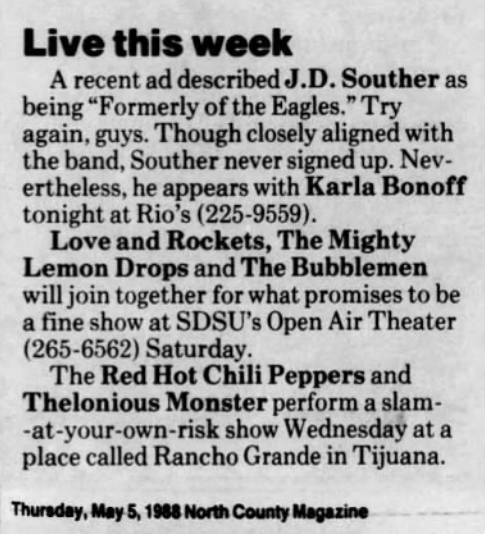 Live this week
A recent ad described J.D. Souther as
being "Formerly of the Eagles." Try
again, guys. Though closely aligned with
the band, Souther never signed up. Nev-
ertheless, he appears with Karla Bonoff
tonight at Rio's (225-9559).
Love and Rockets, The Mighty
Lemon Drops and The Bubblemen
will join together for what promises to be
a fine show at SDSU's Open Air Theater
(265-6562) Saturday.
The Red Hot Chili Peppers and
Thelonious Monster perform a slam-
-at-your-own-risk show Wednesday at a
place called Rancho Grande in Tijuana.
Thursday, May 5, 1988 North County Magazine